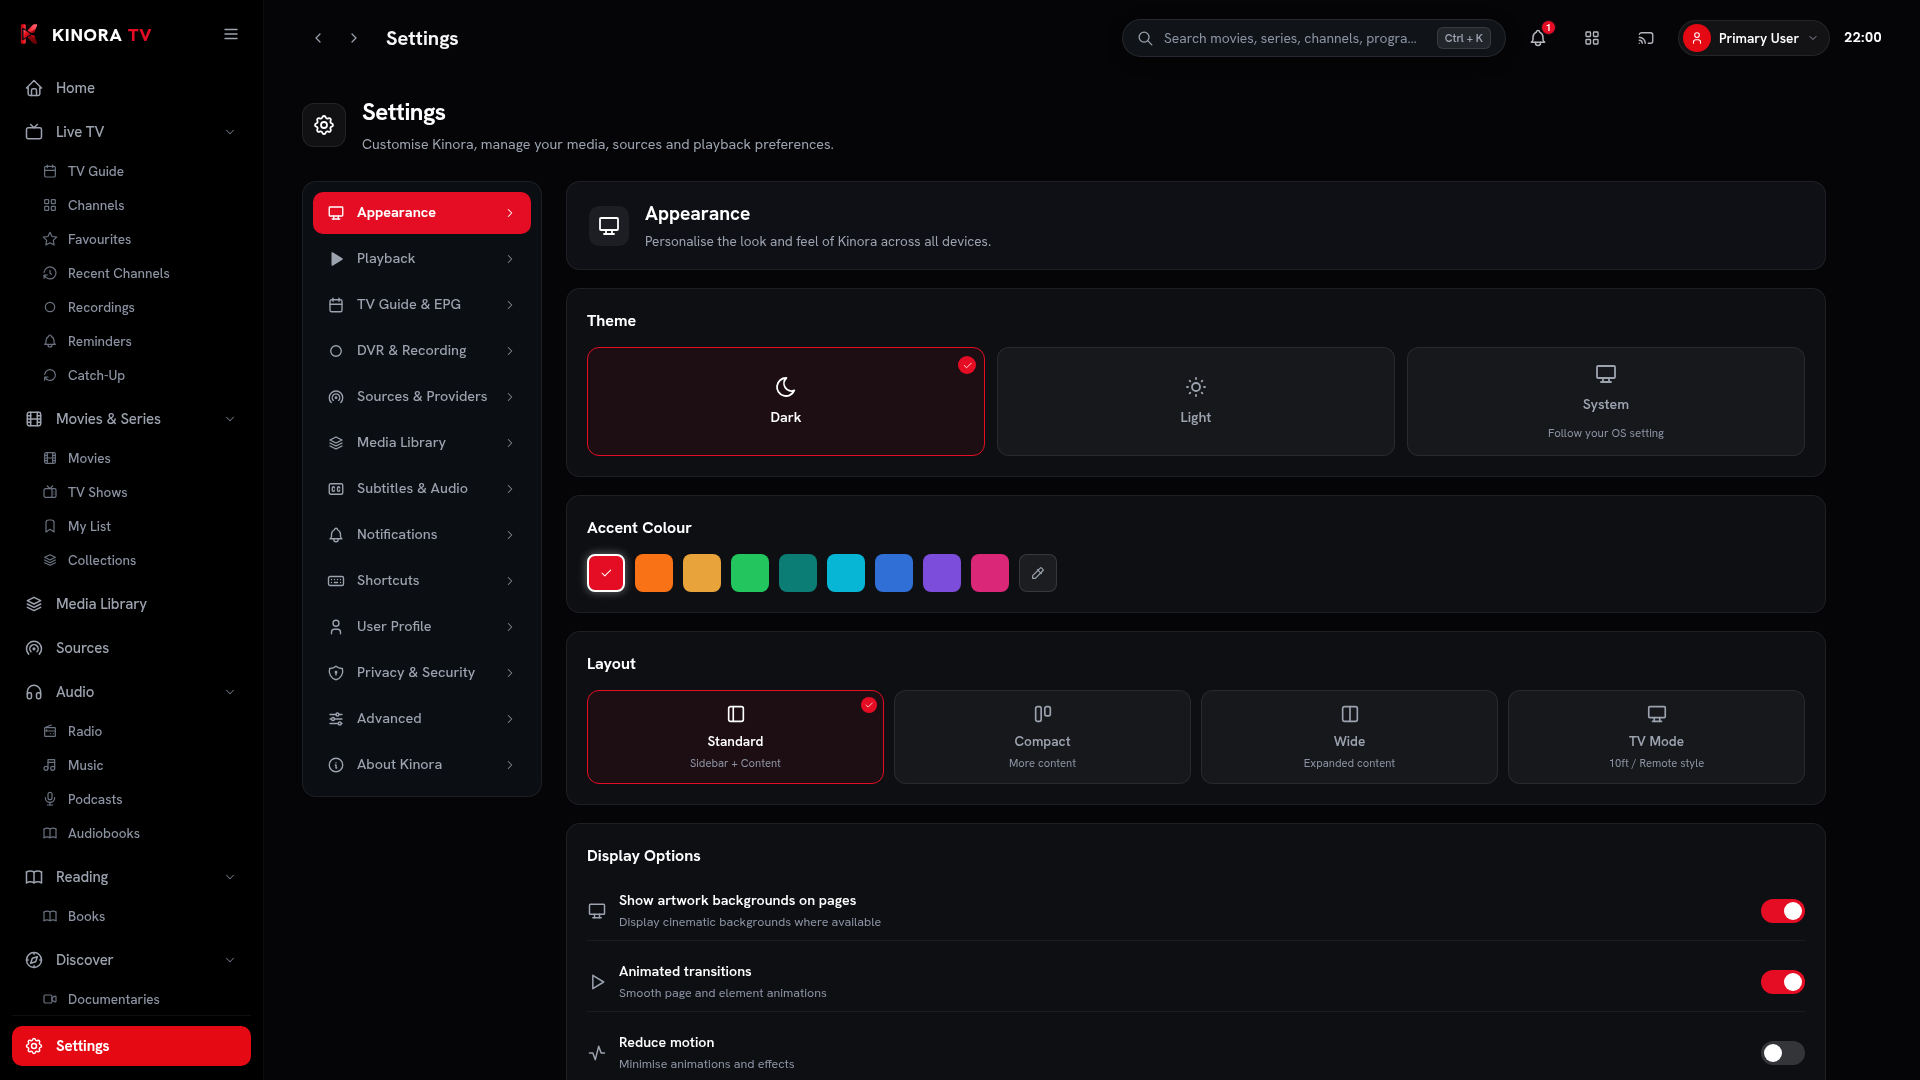 KINORA TV
Home
Live TV
TV Guide
Channels
Favourites
Recent Channels
Recordings
Reminders
Catch-Up
Movies & Series
Movies
TV Shows
My List
Collections
Media Library
Sources
Audio
Radio
Music
Podcasts
Audiobooks
Reading
Books
Discover
Documentaries
Settings
Settings
Search movies, series, channels, progra...
Ctrl + K
1
Primary User
22:00
Settings
Customise Kinora, manage your media, sources and playback preferences.
Appearance
Playback
TV Guide & EPG
DVR & Recording
Sources & Providers
Media Library
Subtitles & Audio
Notifications
Shortcuts
User Profile
Privacy & Security
Advanced
About Kinora
Appearance
Personalise the look and feel of Kinora across all devices.
Theme
Dark
Light
System
Follow your OS setting
Accent Colour
Layout
Standard
Sidebar + Content
Compact
More content
Wide
Expanded content
TV Mode
10ft / Remote style
Display Options
Show artwork backgrounds on pages
Display cinematic backgrounds where available
Animated transitions
Smooth page and element animations
Reduce motion
Minimise animations and effects